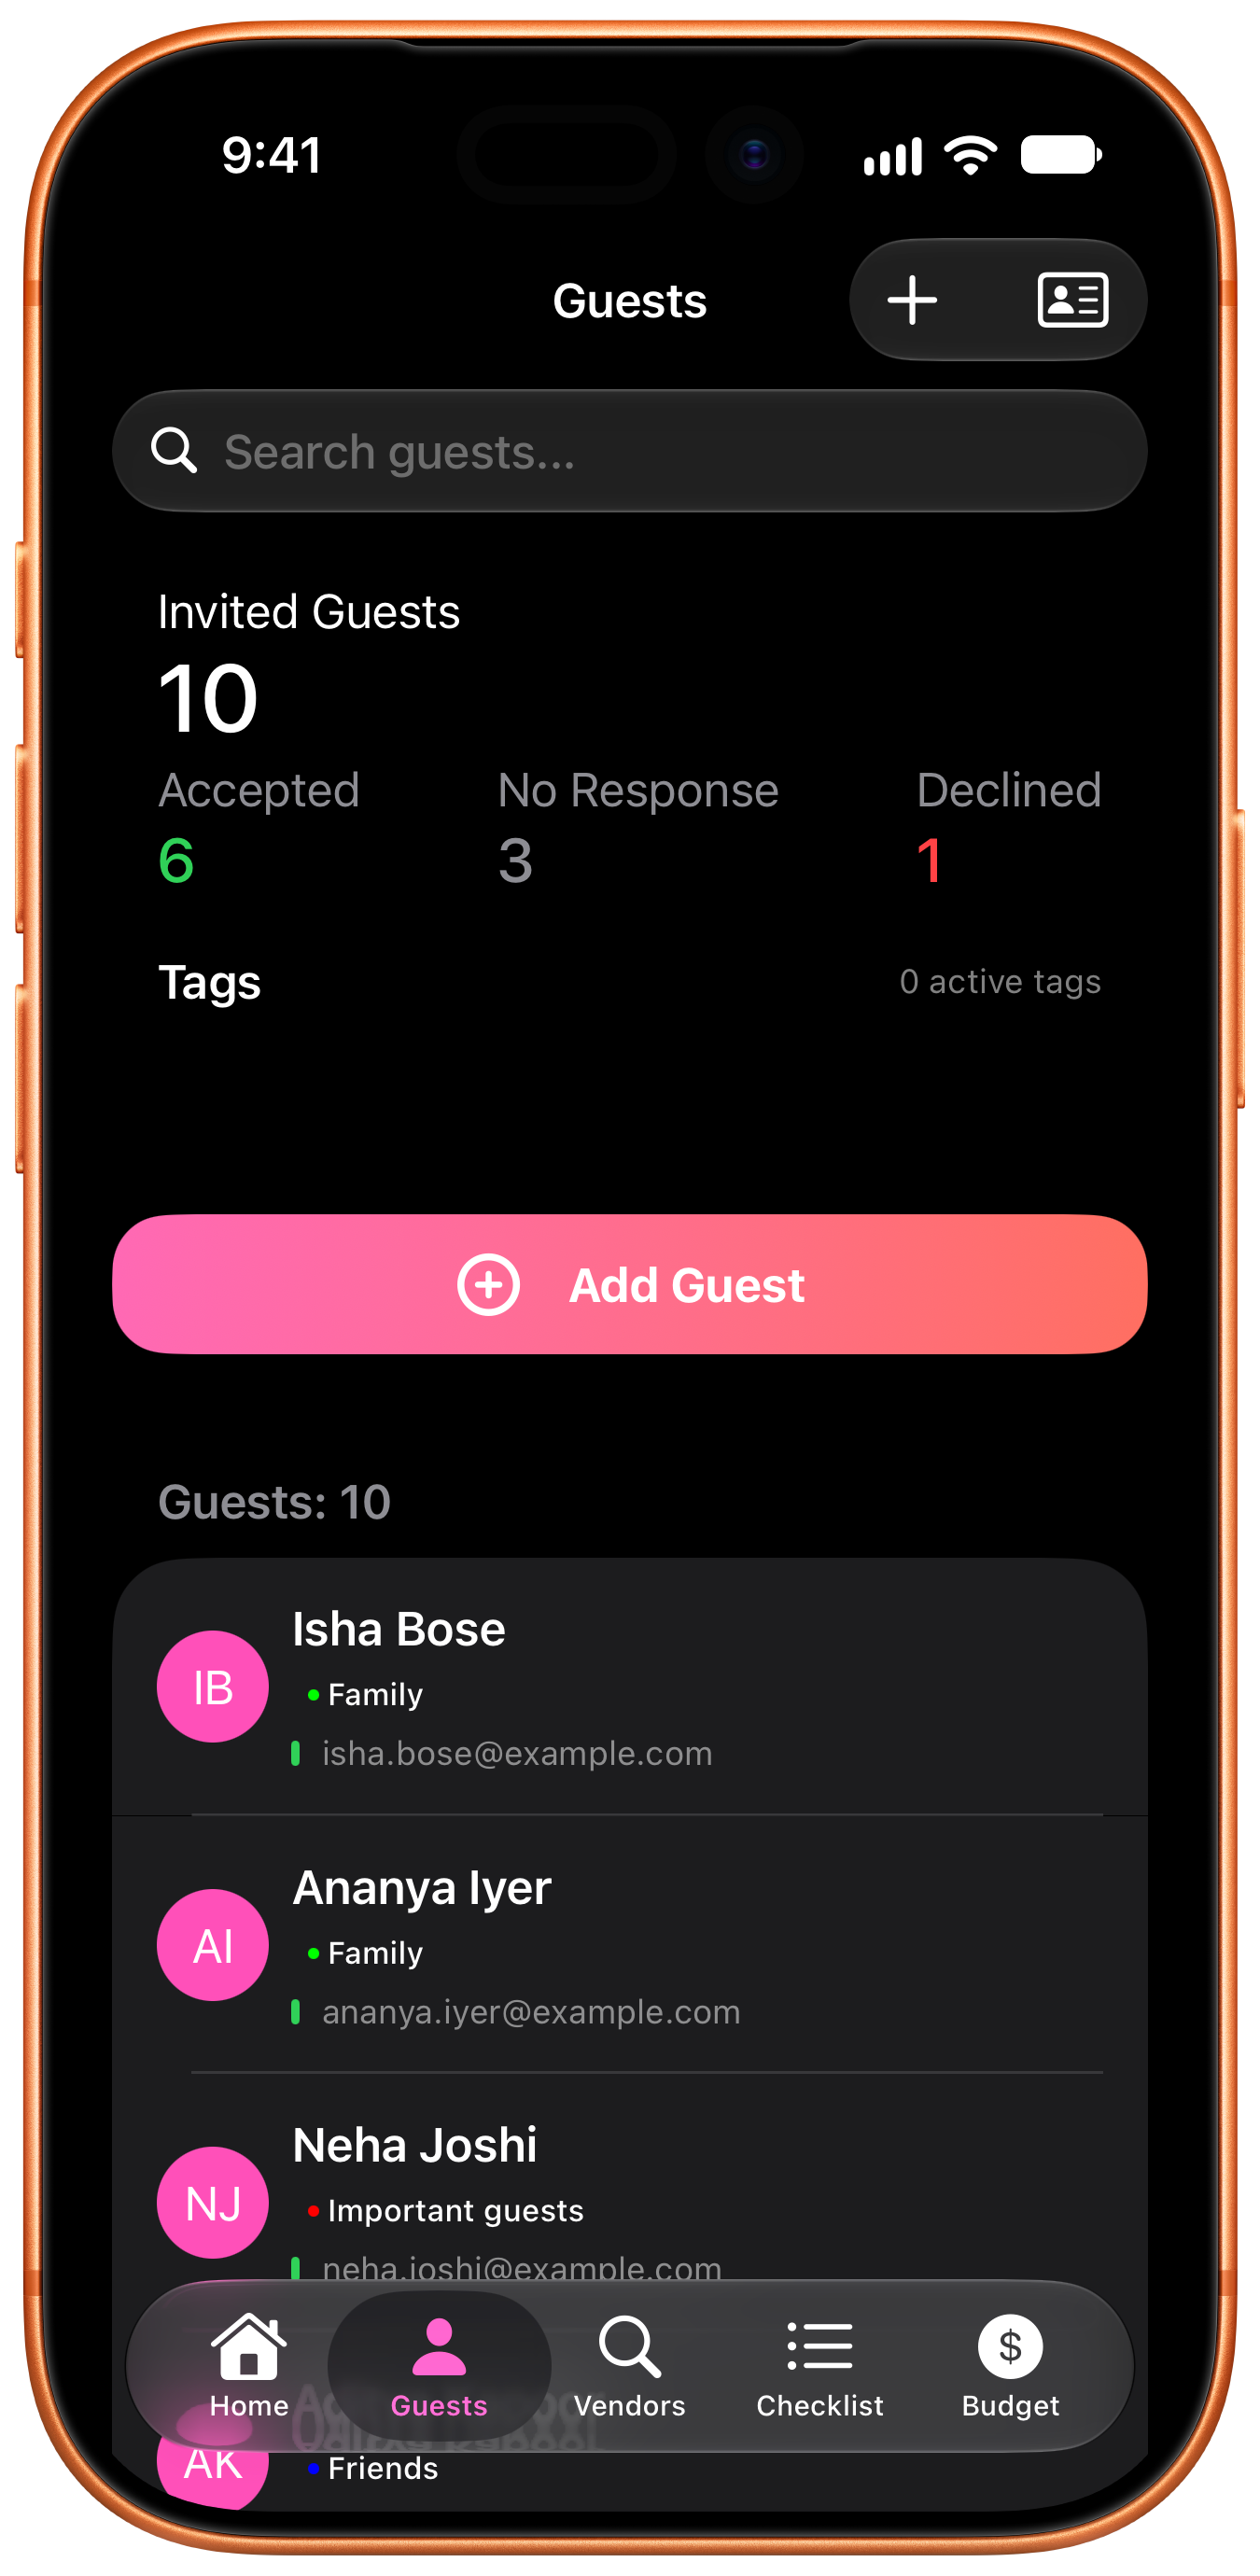 9:41
Guests
Search guests...
Invited Guests
10
Accepted No Response Declined
6 3 1
Tags 0 active tags
Add Guest
Guests: 10
IB
Isha Bose
Family
isha.bose@example.com
AI
Ananya Iyer
Family
ananya.iyer@example.com
NJ
Neha Joshi
Important guests
neha.joshi@example.com
Home Guests Vendors Checklist Budget
AK
Friends